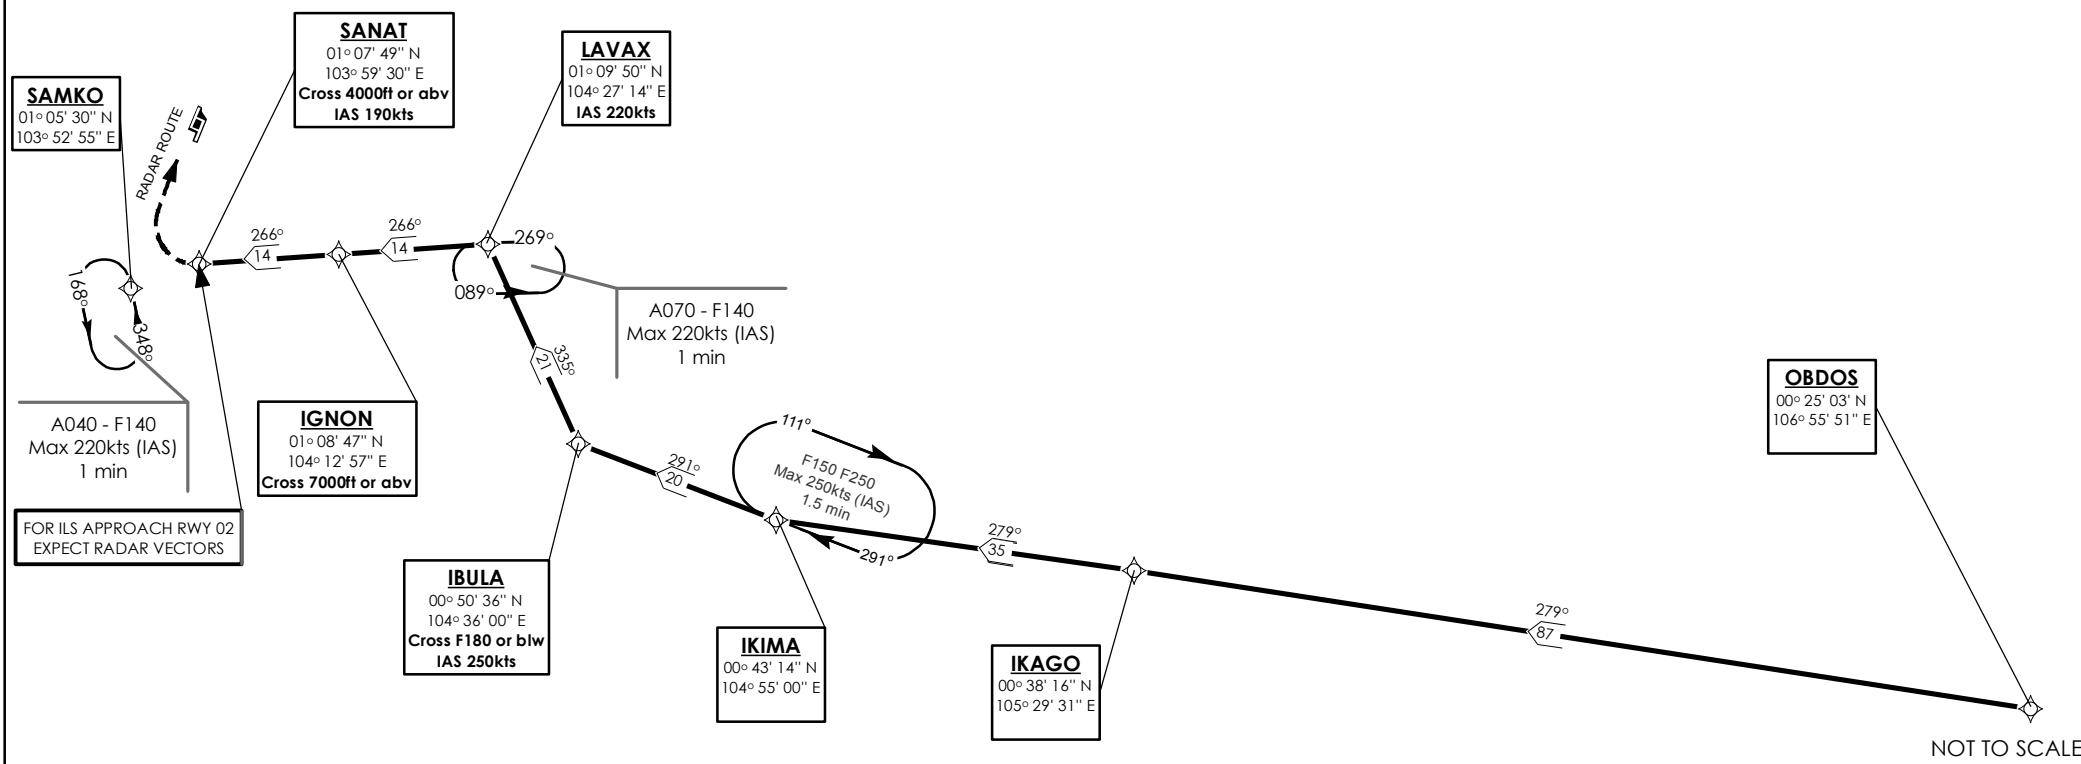 SANAT
01° 07' 49" N
103° 59' 30" E
Cross 4000ft or abv
IAS 190kts
LAVAX
01° 09' 50" N
104° 27' 14" E
IAS 220kts
SAMKO
01° 05' 30" N
103° 52' 55" E
RADAR ROUTE
266°
14
266°
14
269°
089°
168°
348°
A070 - F140
Max 220kts (IAS)
1 min
335°
21
OBDOS
00° 25' 03' N
106° 55' 51" E
A040 - F140
Max 220kts (IAS)
1 min
IGNON
01° 08' 47" N
104° 12' 57" E
Cross 7000ft or abv
111°
F150 F250
Max 250kts (IAS)
1.5 min
291°
291°
20
FOR ILS APPROACH RWY 02
EXPECT RADAR VECTORS
279°
35
IBULA
00° 50' 36" N
104° 36' 00" E
Cross F180 or blw
IAS 250kts
279°
87
IKIMA
00° 43' 14" N
104° 55' 00" E
IKAGO
00° 38' 16" N
105° 29' 31" E
NOT TO SCALE